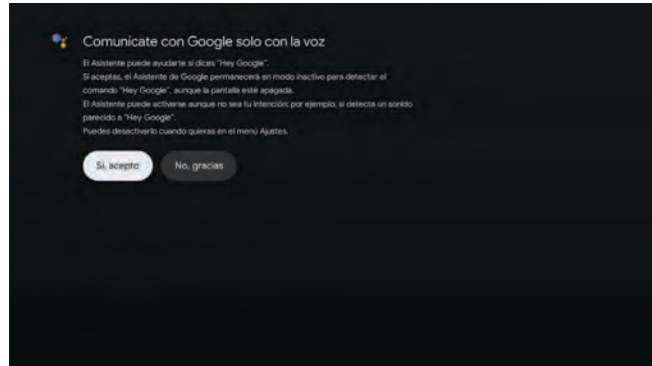 Comunícate con Google solo con la voz
El Asistente puede ayudarte si dices "Hey Google".
Si aceptas, el Asistente de Google permanecerá en modo inactivo para detectar el
comando "Hey Google", aunque la pantalla esté apagada.
El Asistente puede activarse aunque no sea tu intención: por ejemplo, si detecta un sonido
parecido a "Hey Google".
Puedes desactivarlo cuando quieras en el menú Ajustes.
Sí, acepto
No, gracias